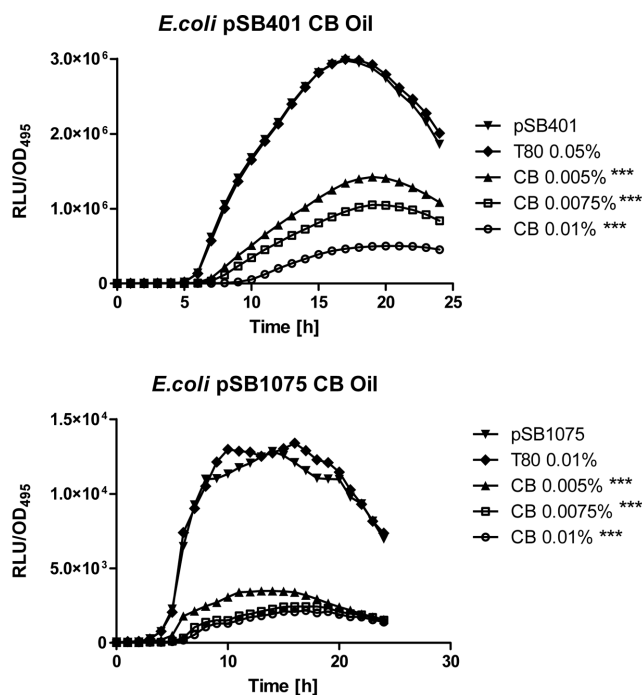 E.coli pSB401 CB Oil
3.0×10⁶
2.0×10⁶
1.0×10⁶
0
RLU/OD₄₉₅
0 5 10 15 20 25
Time [h]
pSB401
T80 0.05%
CB 0.005% ***
CB 0.0075% ***
CB 0.01% ***
E.coli pSB1075 CB Oil
1.5×10⁴
1.0×10⁴
5.0×10³
0
RLU/OD₄₉₅
0 10 20 30
Time [h]
pSB1075
T80 0.01%
CB 0.005% ***
CB 0.0075% ***
CB 0.01% ***